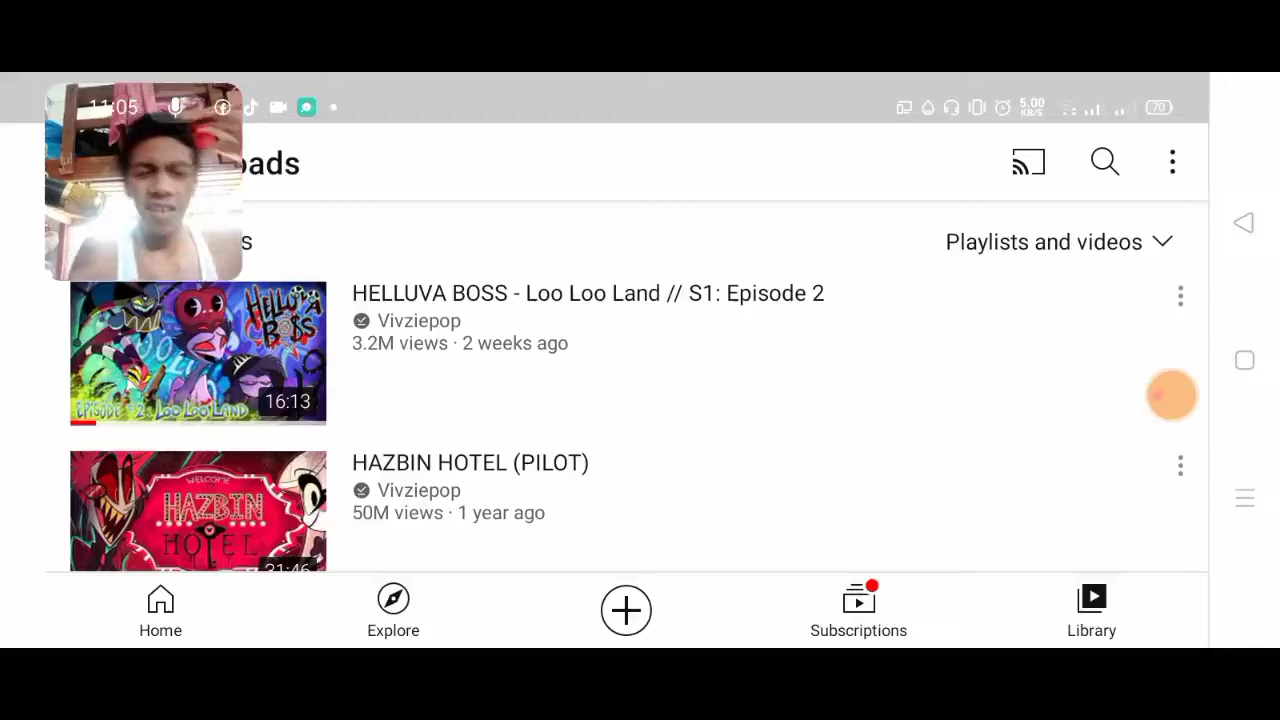 11:05
5.00
KB/S
70
oads
s
Playlists and videos
HELLUVA BOSS - Loo Loo Land // S1: Episode 2
Vivziepop
3.2M views · 2 weeks ago
HELLUVA
BOSS
EPISODE 2: LOO LOO LAND
16:13
HAZBIN HOTEL (PILOT)
Vivziepop
50M views · 1 year ago
WELCOME
HAZBIN
HOTEL
31:46
Home
Explore
Subscriptions
Library